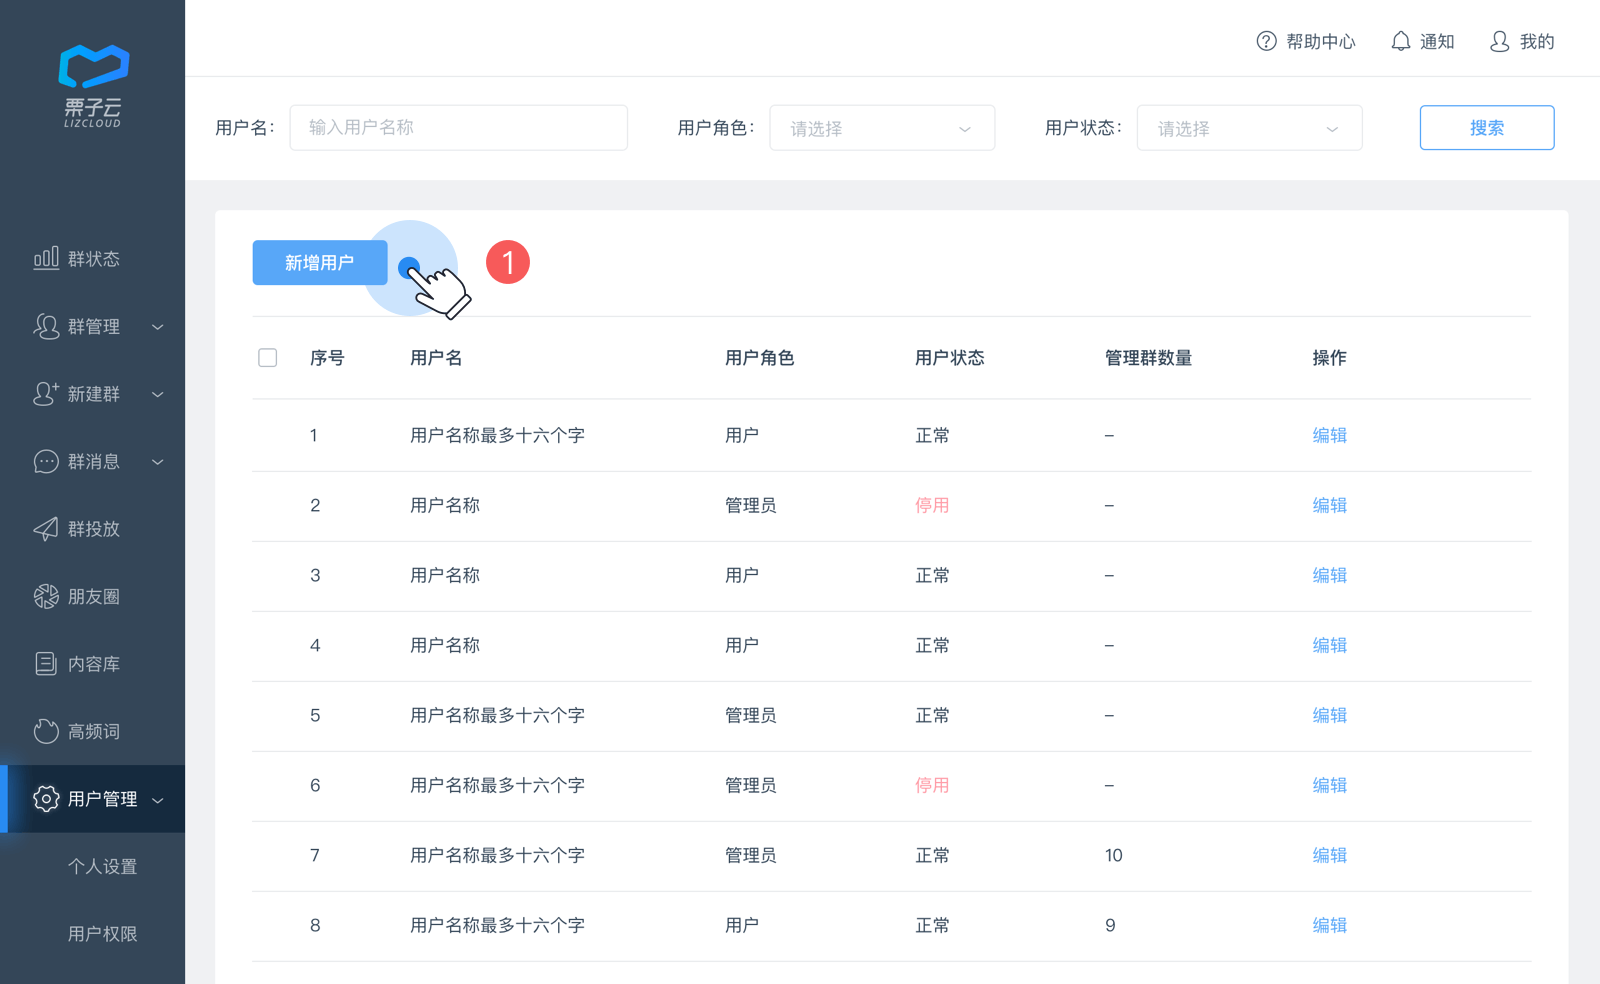 栗子云
LIZCLOUD
帮助中心 通知 我的
用户名: 输入用户名称 用户角色: 请选择 用户状态: 请选择 搜索
群状态
群管理
新建群
群消息
群投放
朋友圈
内容库
高频词
用户管理
个人设置
用户权限
新增用户 1
序号 用户名 用户角色 用户状态 管理群数量 操作
1 用户名称最多十六个字 用户 正常 – 编辑
2 用户名称 管理员 停用 – 编辑
3 用户名称 用户 正常 – 编辑
4 用户名称 用户 正常 – 编辑
5 用户名称最多十六个字 管理员 正常 – 编辑
6 用户名称最多十六个字 管理员 停用 – 编辑
7 用户名称最多十六个字 管理员 正常 10 编辑
8 用户名称最多十六个字 用户 正常 9 编辑